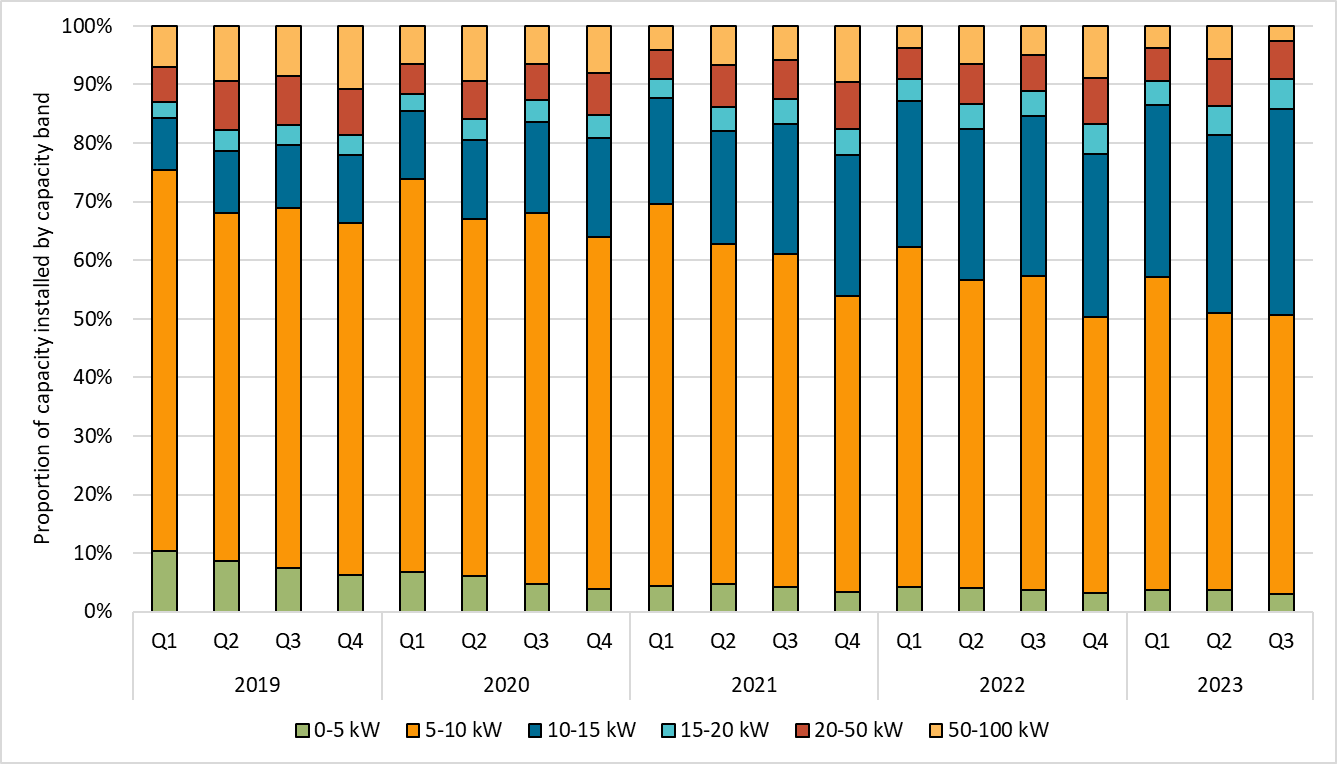 Proportion of capacity installed by capacity band
100%
90%
80%
70%
60%
50%
40%
30%
20%
10%
0%
Q1 Q2 Q3 Q4 Q1 Q2 Q3 Q4 Q1 Q2 Q3 Q4 Q1 Q2 Q3 Q4 Q1 Q2 Q3
2019 2020 2021 2022 2023
0-5 kW 5-10 kW 10-15 kW 15-20 kW 20-50 kW 50-100 kW